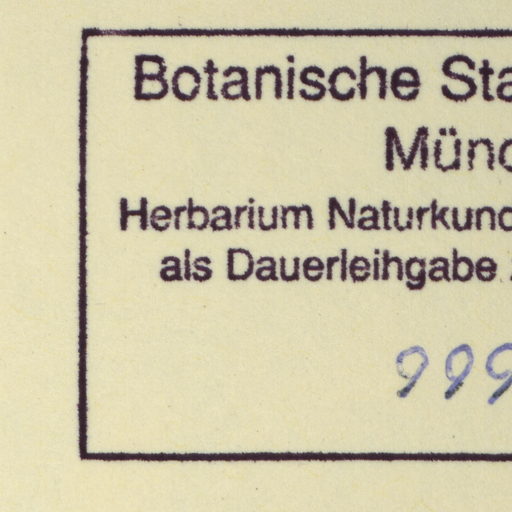 Botanische Sta
Münc
Herbarium Naturkund
als Dauerleihgabe
999